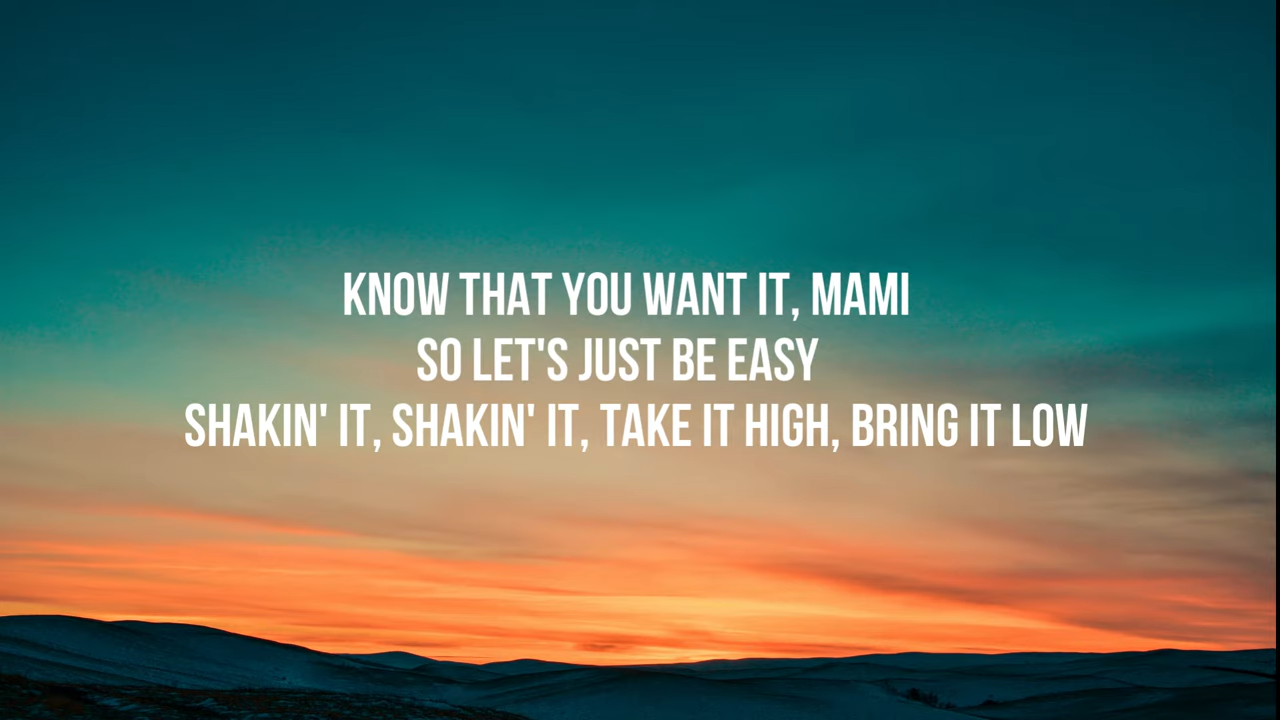 KNOW THAT YOU WANT IT, MAMI
SO LET'S JUST BE EASY
SHAKIN' IT, SHAKIN' IT, TAKE IT HIGH, BRING IT LOW